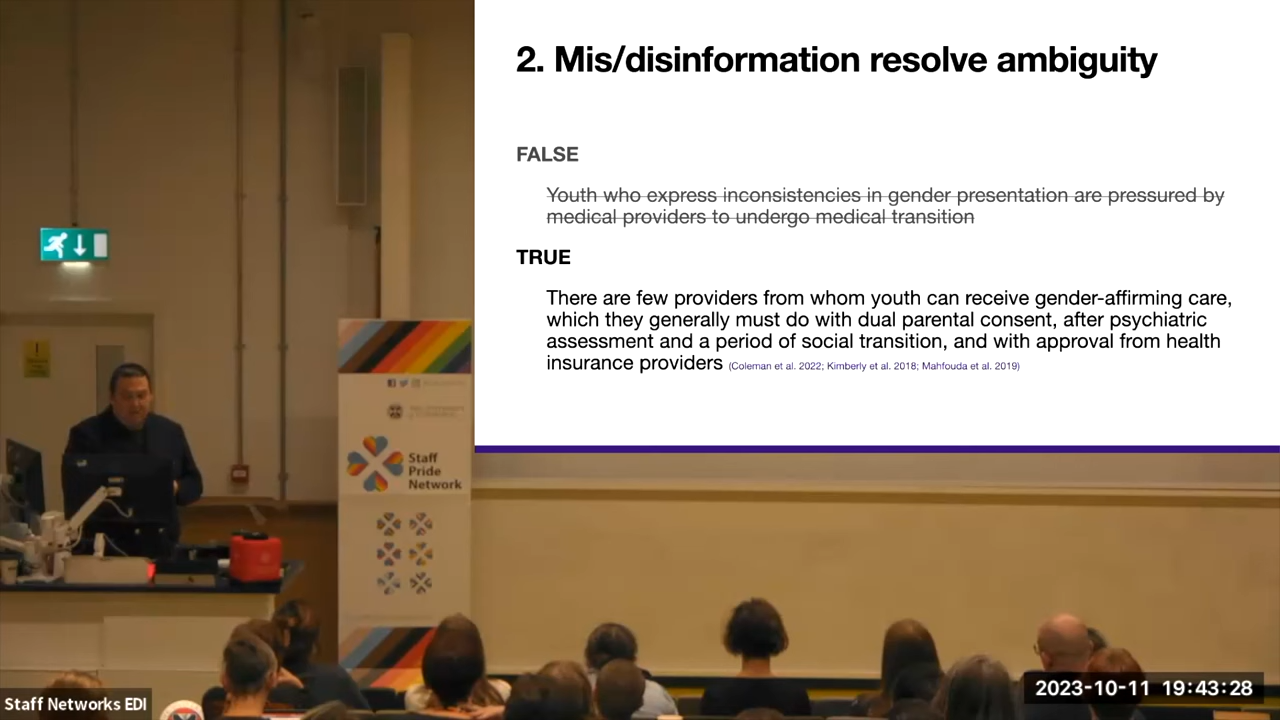 2. Mis/disinformation resolve ambiguity
FALSE
Youth who express inconsistencies in gender presentation are pressured by
medical providers to undergo medical transition
TRUE
There are few providers from whom youth can receive gender-affirming care,
which they generally must do with dual parental consent, after psychiatric
assessment and a period of social transition, and with approval from health
insurance providers (Coleman et al. 2022; Kimberly et al. 2018; Mahfouda et al. 2019)
Staff
Pride
Network
Staff Networks EDI
2023-10-11 19:43:28